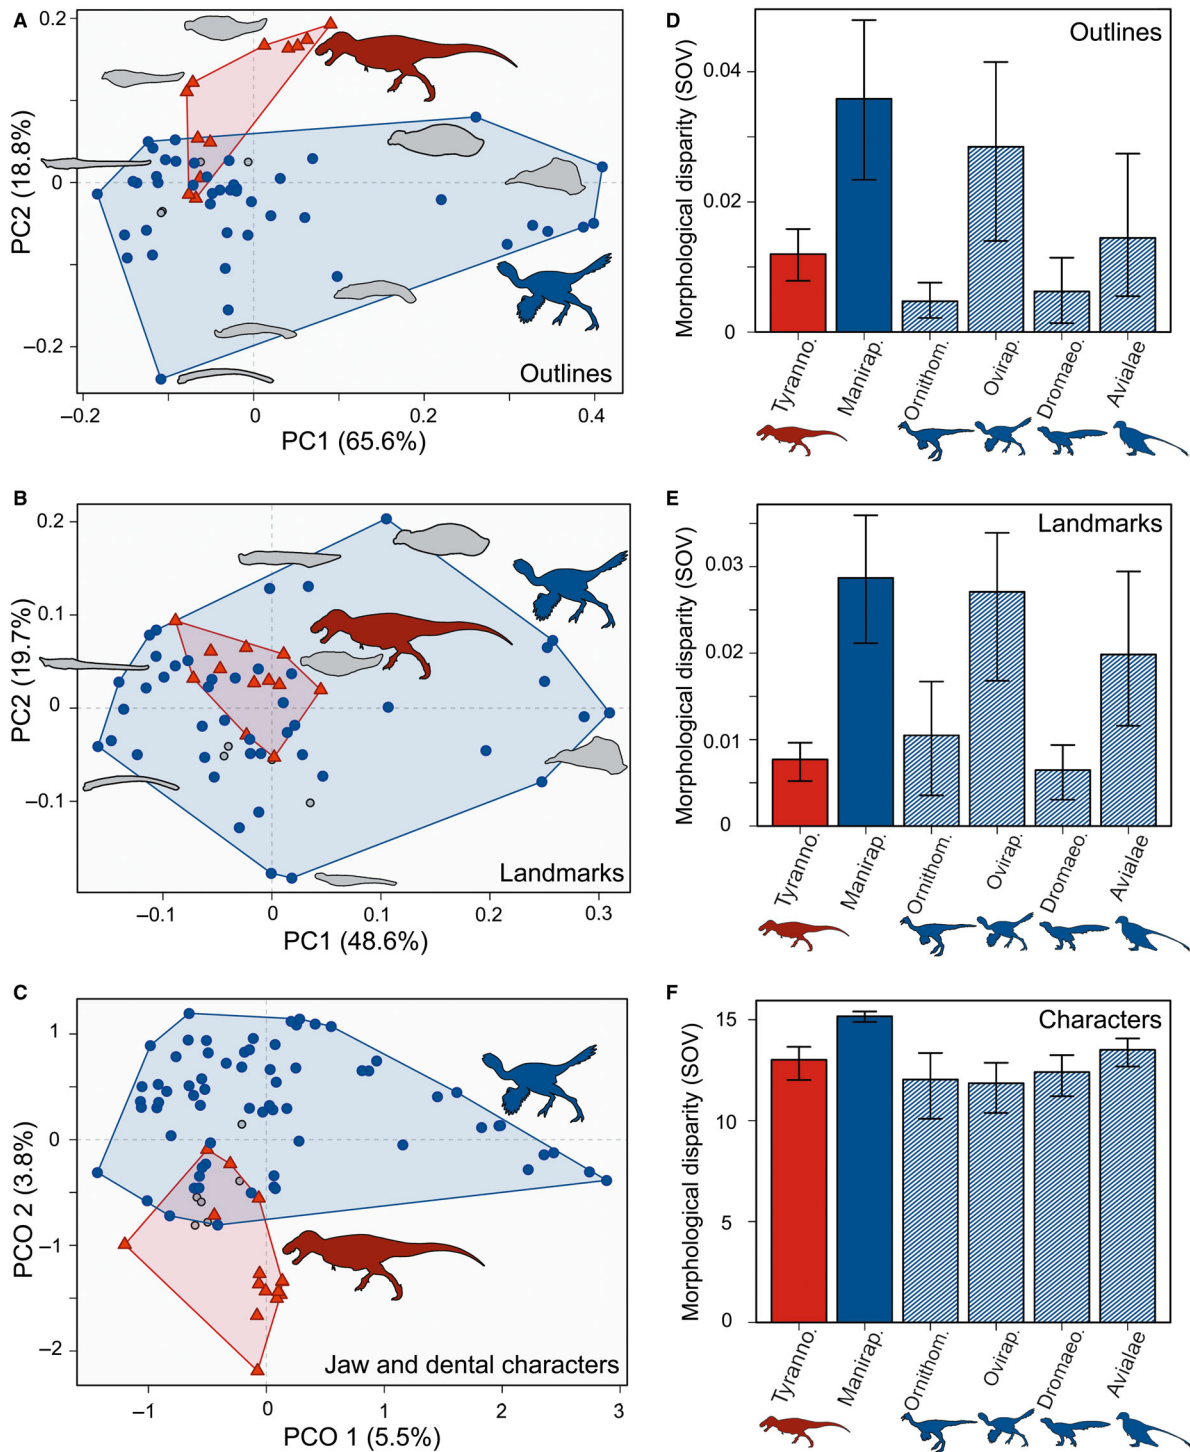 A
0.2
0
−0.2
PC2 (18.8%)
−0.2
0
0.2
0.4
PC1 (65.6%)
Outlines
D
Outlines
0.04
0.02
0
Morphological disparity (SOV)
Tyranno.
Manirap.
Ornithom.
Ovirap.
Dromaeo.
Avialae
B
0.2
0.1
0
−0.1
PC2 (19.7%)
−0.1
0
0.1
0.2
0.3
PC1 (48.6%)
Landmarks
E
Landmarks
0.03
0.02
0.01
0
Morphological disparity (SOV)
Tyranno.
Manirap.
Ornithom.
Ovirap.
Dromaeo.
Avialae
C
1
0
−1
−2
PCO 2 (3.8%)
−1
0
1
2
3
PCO 1 (5.5%)
Jaw and dental characters
F
Characters
15
10
5
0
Morphological disparity (SOV)
Tyranno.
Manirap.
Ornithom.
Ovirap.
Dromaeo.
Avialae